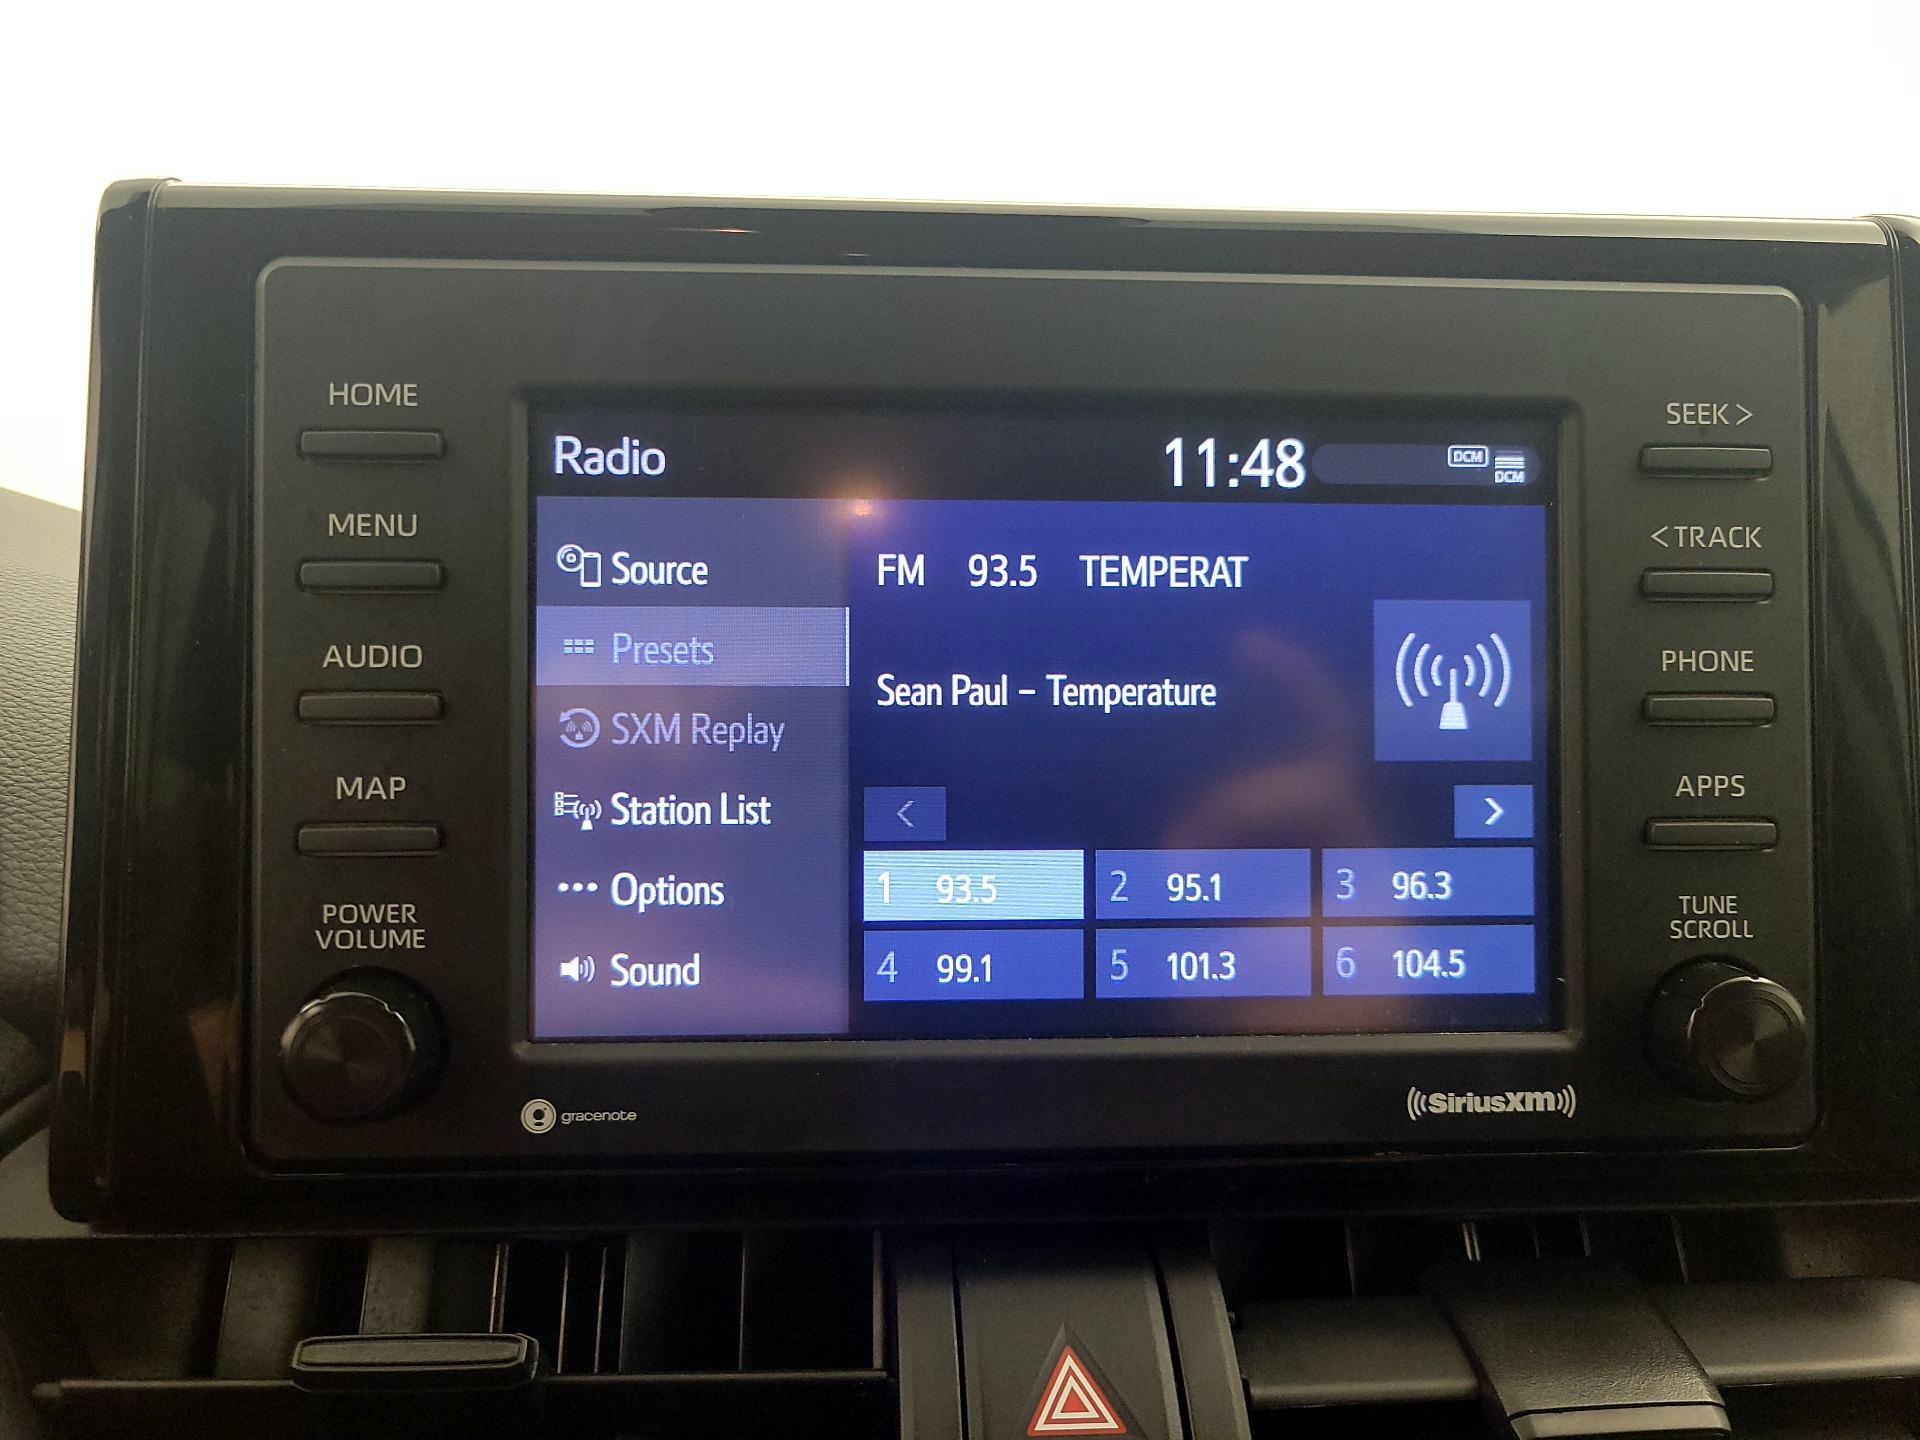 HOME
MENU
AUDIO
MAP
POWER
VOLUME
Radio
11:48
DCM
DCM
Source
Presets
SXM Replay
Station List
Options
Sound
FM 93.5 TEMPERAT
Sean Paul – Temperature
< >
1 93.5 2 95.1 3 96.3
4 99.1 5 101.3 6 104.5
SEEK >
< TRACK
PHONE
APPS
TUNE
SCROLL
gracenote
((SiriusXM))